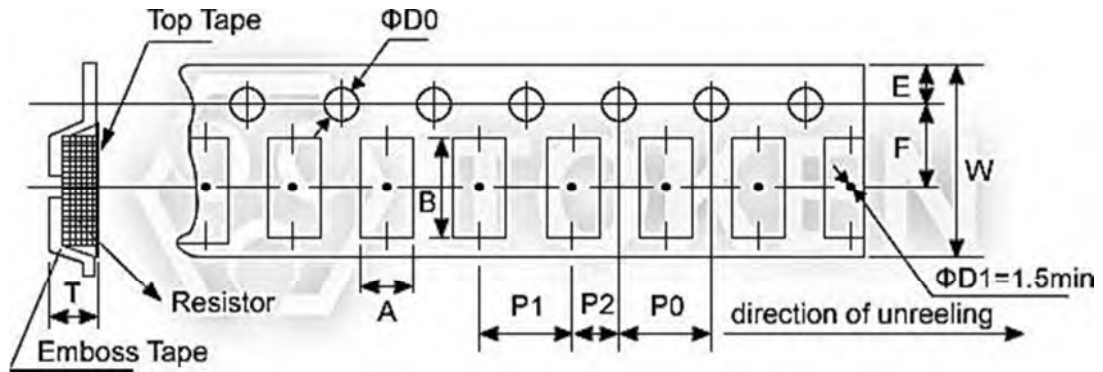 Top Tape
ΦD0
E
F
W
B
T
Resistor
A
P1
P2
P0
ΦD1=1.5min
direction of unreeling
Emboss Tape